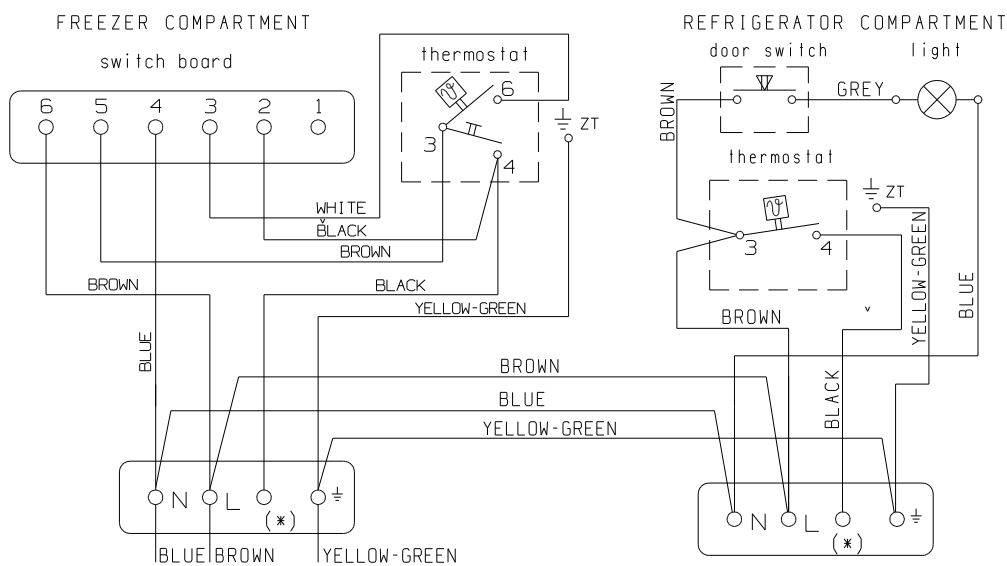 FREEZER COMPARTMENT
REFRIGERATOR COMPARTMENT
switch board
thermostat
door switch
light
6 5 4 3 2 1
6
3
4
ZT
BROWN
GREY
thermostat
3
4
ZT
WHITE
BLACK
BROWN
BROWN
BLACK
YELLOW-GREEN
BLUE
BROWN
YELLOW-GREEN
BLUE
BLACK
BROWN
BLUE
YELLOW-GREEN
N L
(*)
BLUE BROWN YELLOW-GREEN
N L
(*)